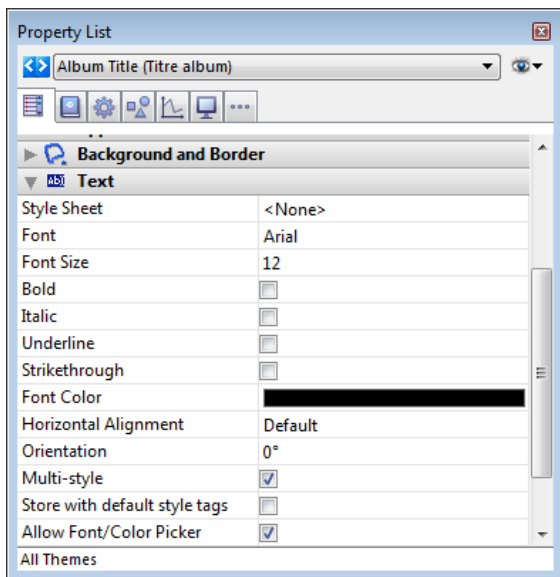 Property List
Album Title (Titre album)
Background and Border
Text
Style Sheet <None>
Font Arial
Font Size 12
Bold
Italic
Underline
Strikethrough
Font Color
Horizontal Alignment Default
Orientation 0°
Multi-style
Store with default style tags
Allow Font/Color Picker
All Themes